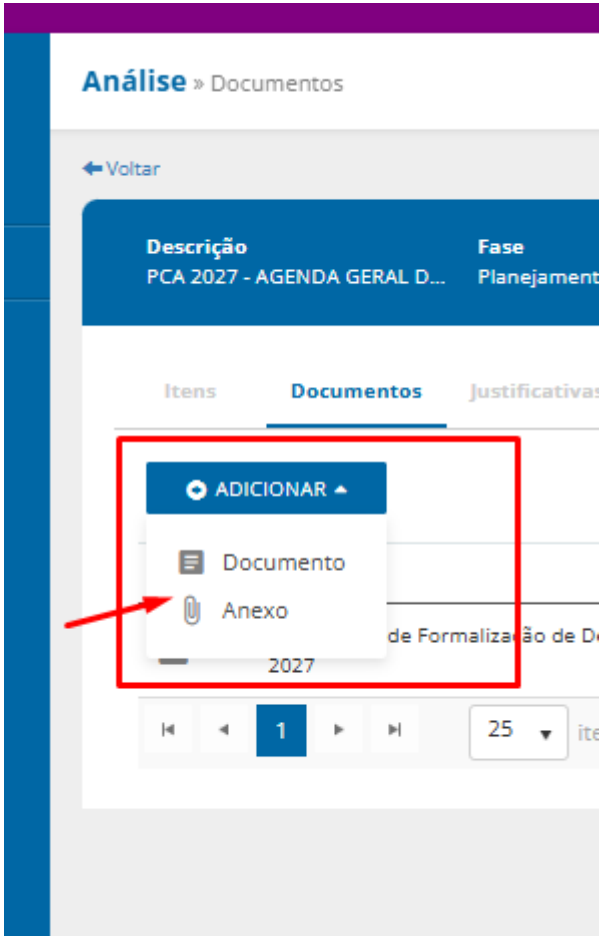 Análise » Documentos
Voltar
Descrição Fase
PCA 2027 - AGENDA GERAL D... Planejament
Itens Documentos Justificativas
ADICIONAR
Documento
Anexo
de Formalização de De
2027
1 25 ite